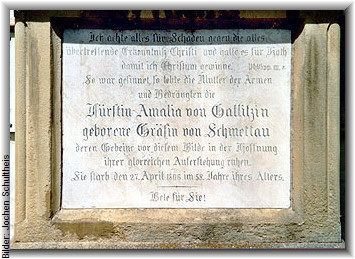 Ich achte alles für Schaden gegen die alles
übertreffende Erkenntniß Christi und halte es für Koth
damit ich Christum gewinne. Philipp.
So war gesinnet, so lebte die Mutter der Armen
und Bedrängten die
Fürstin Amalia von Gallitzin
geborene Gräfin von Schmettau
deren Gebeine vor diesem Bilde in der Hoffnung
ihrer glorreichen Auferstehung ruhen.
Sie starb den 27. April 1806 im 58. Jahre ihres Alters.
Bete für Sie!
Bilder: Jochen Schultheis